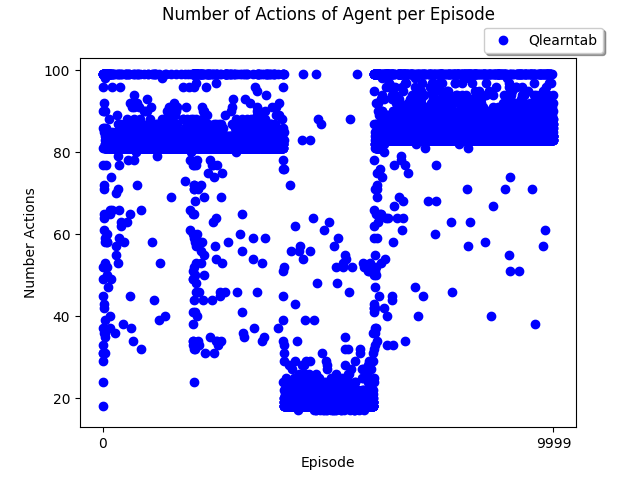 Number of Actions of Agent per Episode
Qlearntab
100
80
60
40
20
Number Actions
0
9999
Episode